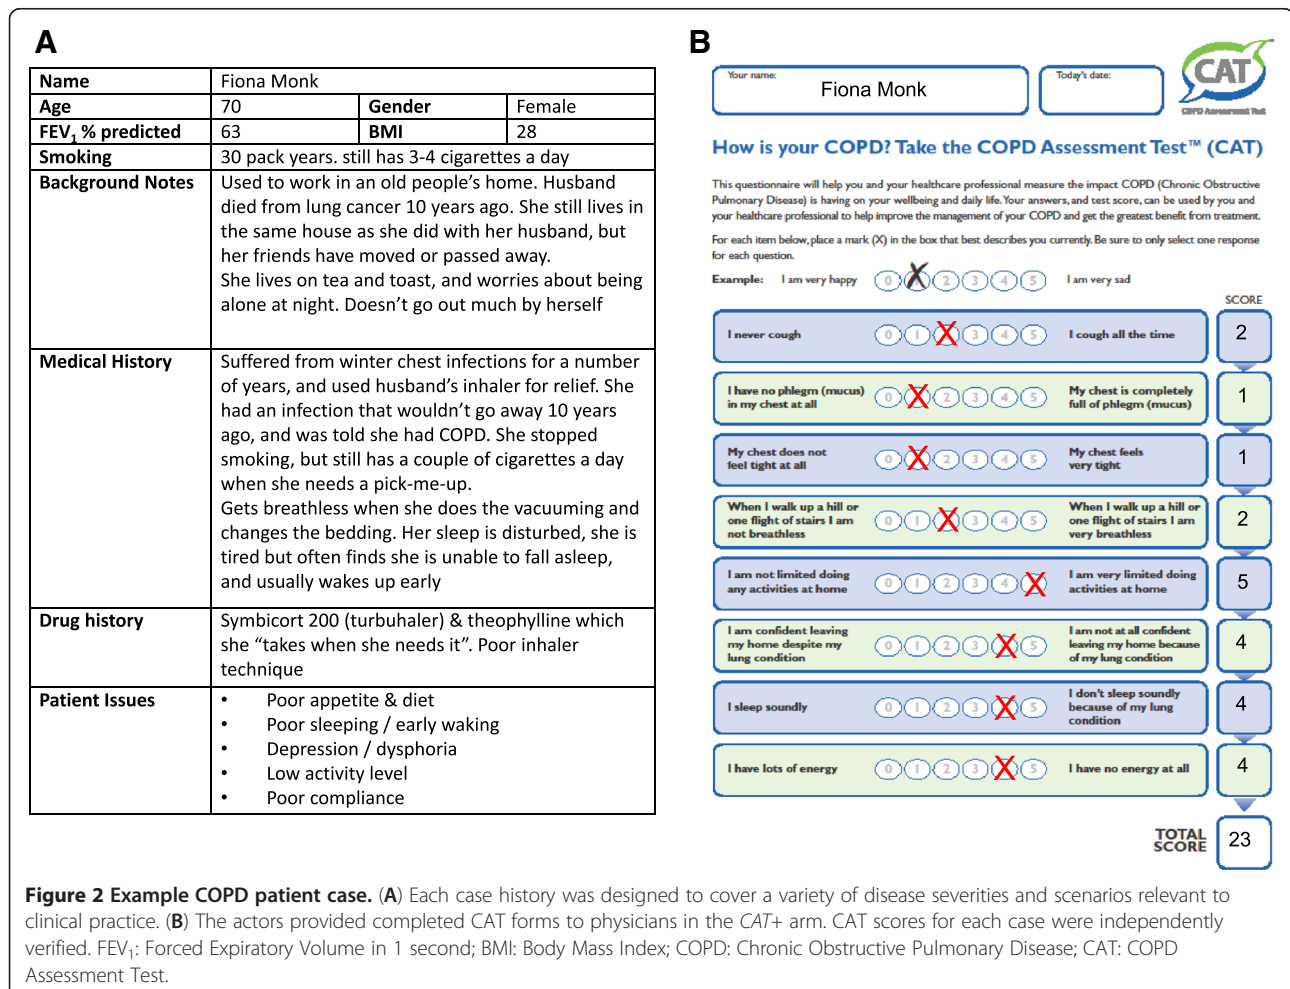 A
Name Fiona Monk
Age 70 Gender Female
FEV1 % predicted 63 BMI 28
Smoking 30 pack years. still has 3-4 cigarettes a day
Background Notes Used to work in an old people's home. Husband
died from lung cancer 10 years ago. She still lives in
the same house as she did with her husband, but
her friends have moved or passed away.
She lives on tea and toast, and worries about being
alone at night. Doesn't go out much by herself
Medical History Suffered from winter chest infections for a number
of years, and used husband's inhaler for relief. She
had an infection that wouldn't go away 10 years
ago, and was told she had COPD. She stopped
smoking, but still has a couple of cigarettes a day
when she needs a pick-me-up.
Gets breathless when she does the vacuuming and
changes the bedding. Her sleep is disturbed, she is
tired but often finds she is unable to fall asleep,
and usually wakes up early
Drug history Symbicort 200 (turbuhaler) & theophylline which
she "takes when she needs it". Poor inhaler
technique
Patient Issues • Poor appetite & diet
• Poor sleeping / early waking
• Depression / dysphoria
• Low activity level
• Poor compliance
B
Your name: Fiona Monk
Today's date:
CAT
COPD Assessment Test
How is your COPD? Take the COPD Assessment Test™ (CAT)
This questionnaire will help you and your healthcare professional measure the impact COPD (Chronic Obstructive
Pulmonary Disease) is having on your wellbeing and daily life. Your answers, and test score, can be used by you and
your healthcare professional to help improve the management of your COPD and get the greatest benefit from treatment.
For each item below, place a mark (X) in the box that best describes you currently. Be sure to only select one response
for each question.
Example: I am very happy 0 X 2 3 4 5 I am very sad
SCORE
I never cough 0 1 X 3 4 5 I cough all the time 2
I have no phlegm (mucus)
in my chest at all 0 X 2 3 4 5 My chest is completely
full of phlegm (mucus) 1
My chest does not
feel tight at all 0 X 2 3 4 5 My chest feels
very tight 1
When I walk up a hill or
one flight of stairs I am
not breathless 0 1 X 3 4 5 When I walk up a hill or
one flight of stairs I am
very breathless 2
I am not limited doing
any activities at home 0 1 2 3 4 X I am very limited doing
activities at home 5
I am confident leaving
my home despite my
lung condition 0 1 2 3 X 5 I am not at all confident
leaving my home because
of my lung condition 4
I sleep soundly 0 1 2 3 X 5 I don't sleep soundly
because of my lung
condition 4
I have lots of energy 0 1 2 3 X 5 I have no energy at all 4
TOTAL
SCORE 23
Figure 2 Example COPD patient case. (A) Each case history was designed to cover a variety of disease severities and scenarios relevant to
clinical practice. (B) The actors provided completed CAT forms to physicians in the CAT+ arm. CAT scores for each case were independently
verified. FEV1: Forced Expiratory Volume in 1 second; BMI: Body Mass Index; COPD: Chronic Obstructive Pulmonary Disease; CAT: COPD
Assessment Test.